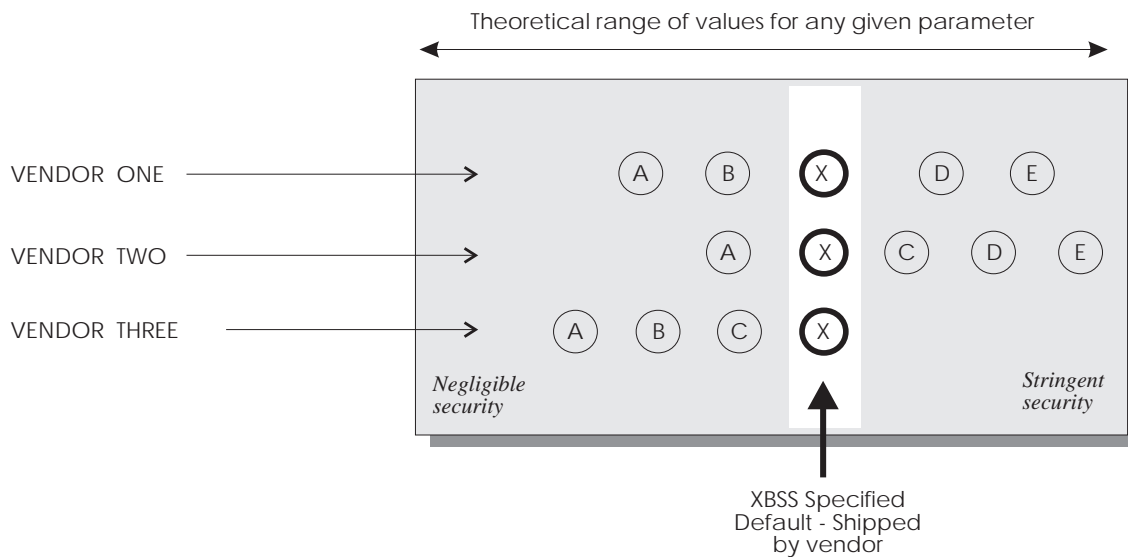 Theoretical range of values for any given parameter
VENDOR ONE
A B X D E
VENDOR TWO
A X C D E
VENDOR THREE
A B C X
Negligible
security
Stringent
security
XBSS Specified
Default - Shipped
by vendor